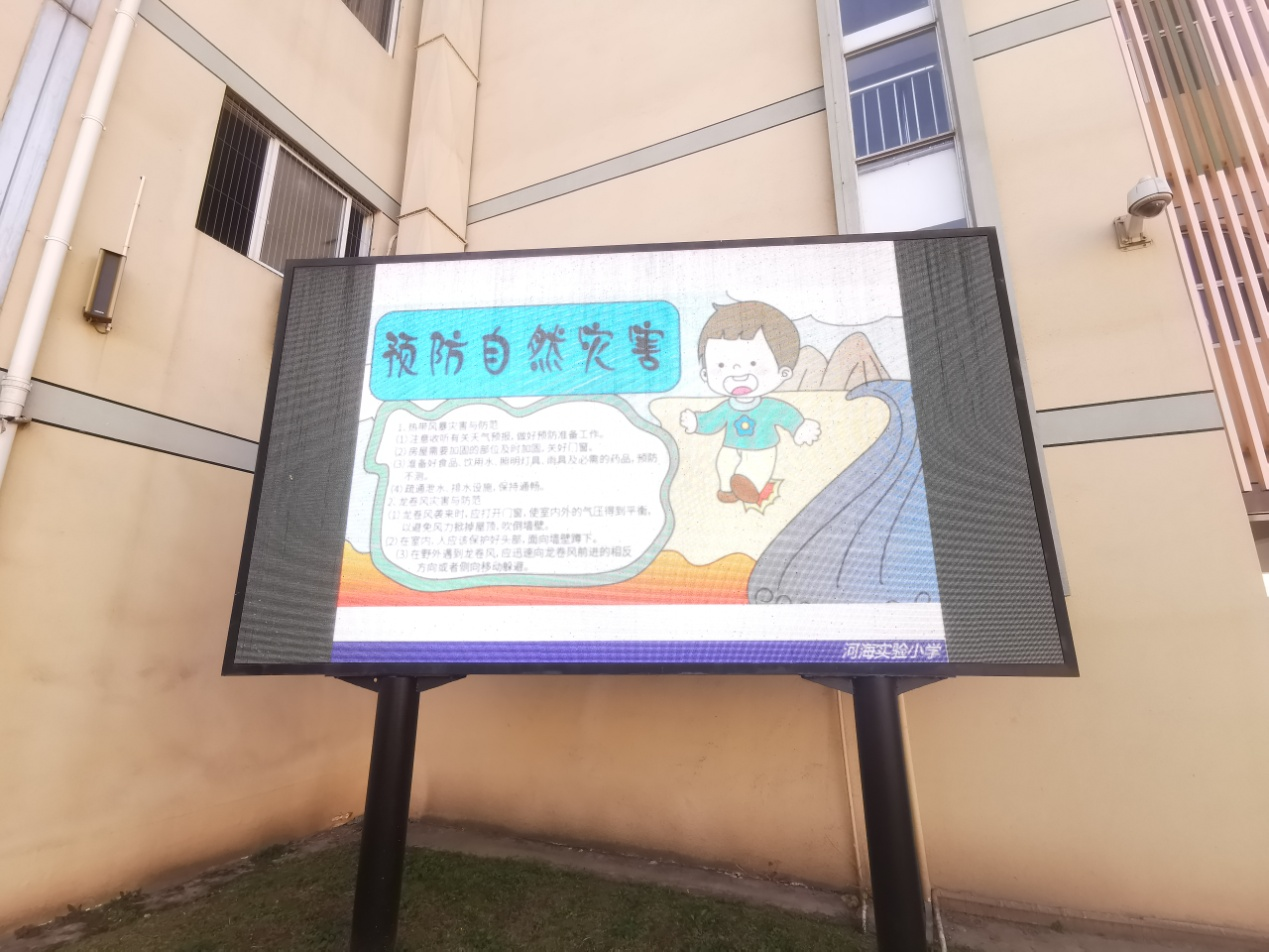 预防自然灾害
1. 热带风暴灾害与防范
(1) 注意收听有关天气预报，做好预防准备工作。
(2) 房屋需要加固的部位及时加固，关好门窗。
(3) 准备好食品、饮用水、照明灯具、雨具及必需的药品，预防
不测。
(4) 疏通泄水、排水设施，保持通畅。
2. 龙卷风灾害与防范
(1) 龙卷风袭来时，应打开门窗，使室内外的气压得到平衡，
以避免风力掀掉屋顶，吹倒墙壁。
(2) 在室内，人应该保护好头部，面向墙壁蹲下。
(3) 在野外遇到龙卷风，应迅速向龙卷风前进的相反
方向或者侧向移动躲避。
河海实验小学